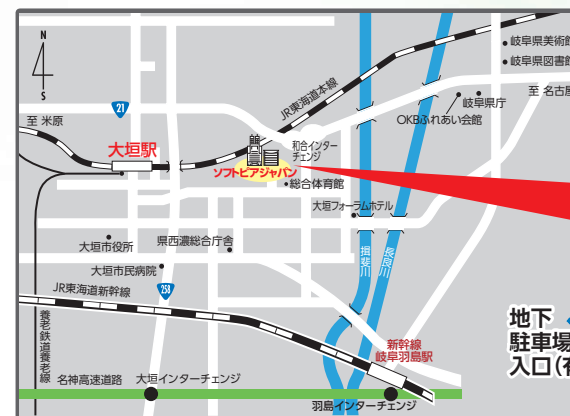 N
S
岐阜県美術館
岐阜県図書館
21
JR東海道本線
至 名古屋
岐阜県庁
OKBふれあい会館
至 米原
大垣駅
和合インター
チェンジ
ソフトピアジャパン
総合体育館
大垣フォーラムホテル
大垣市役所
県西濃総合庁舎
揖斐川
長良川
大垣市民病院
JR東海道新幹線
258
養老鉄道養老線
新幹線
岐阜羽島駅
地下
駐車場
入口(有
名神高速道路
大垣インターチェンジ
羽島インターチェンジ